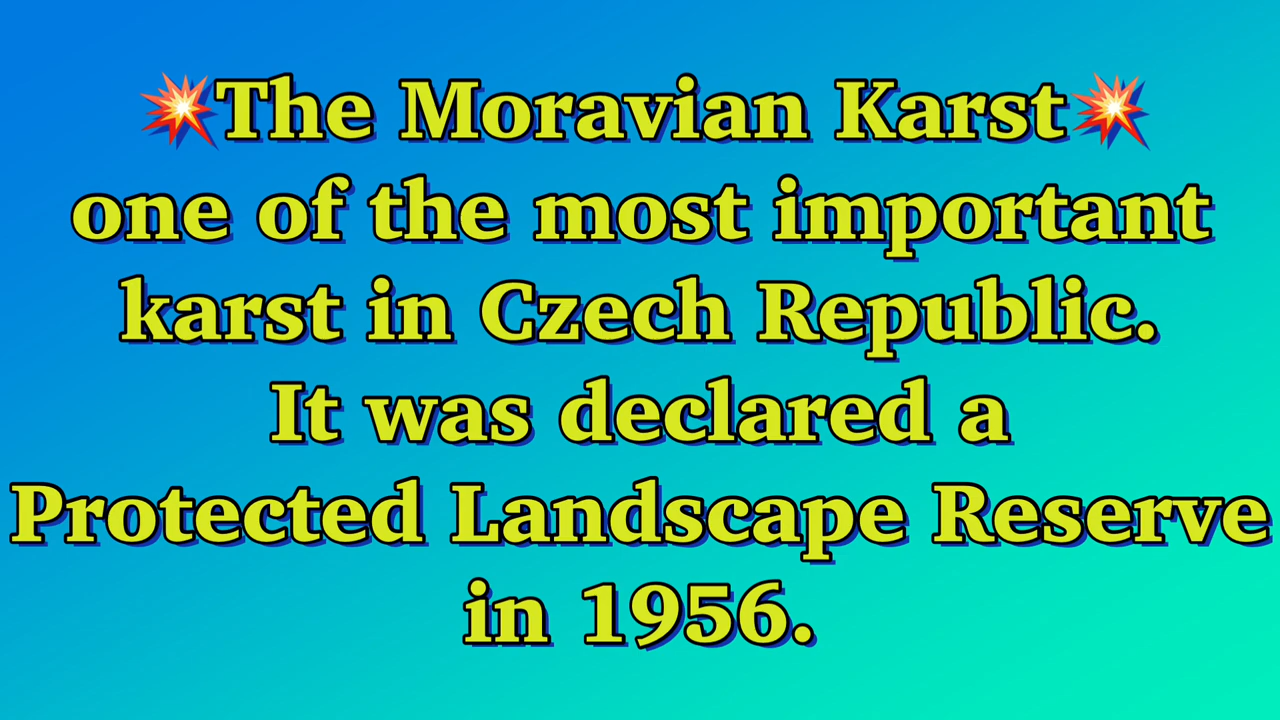 💥The Moravian Karst💥
one of the most important
karst in Czech Republic.
It was declared a
Protected Landscape Reserve
in 1956.